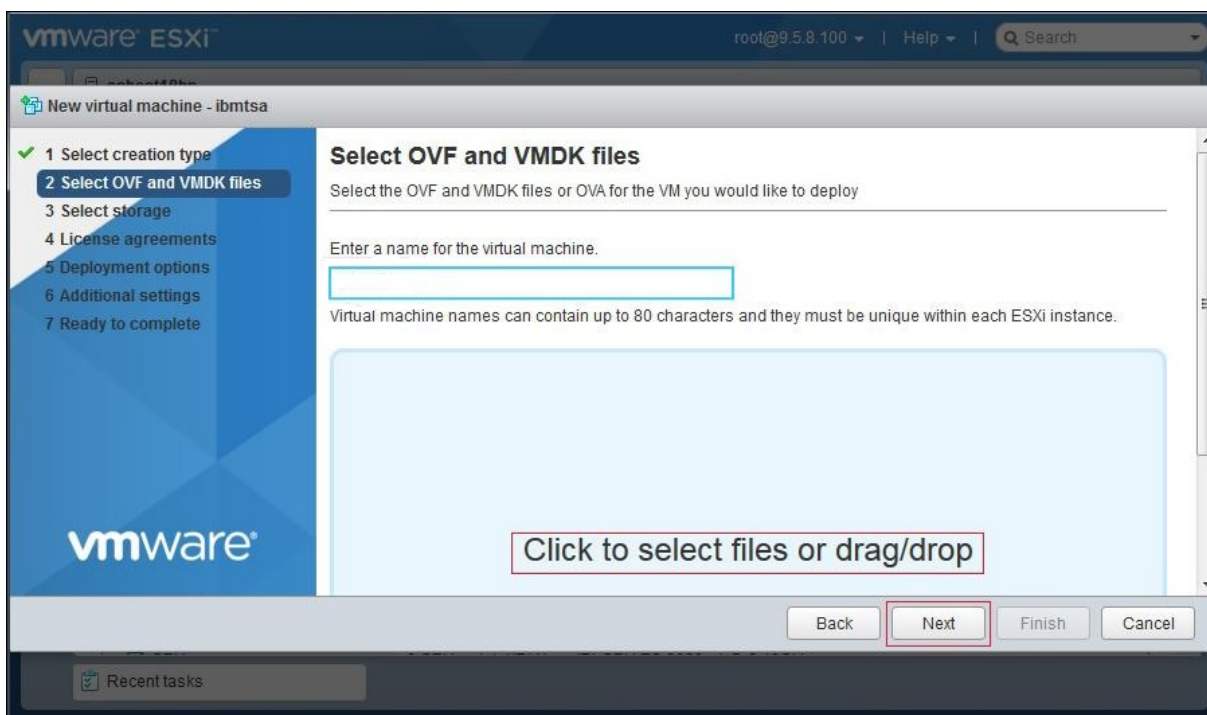 vmware ESXi™
root@9.5.8.100 | Help | Search
New virtual machine - ibmtsa
1 Select creation type
2 Select OVF and VMDK files
3 Select storage
4 License agreements
5 Deployment options
6 Additional settings
7 Ready to complete
vmware®
Select OVF and VMDK files
Select the OVF and VMDK files or OVA for the VM you would like to deploy
Enter a name for the virtual machine.
Virtual machine names can contain up to 80 characters and they must be unique within each ESXi instance.
Click to select files or drag/drop
Back Next Finish Cancel
Recent tasks